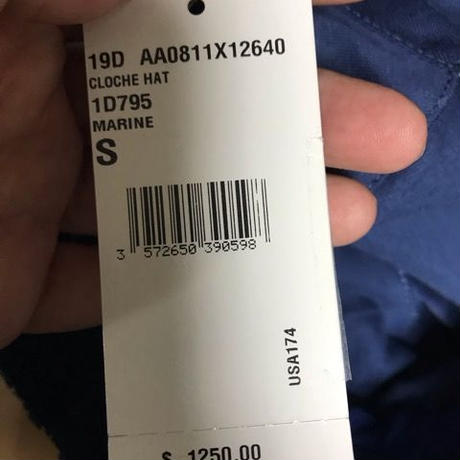 19D AA0811X12640
CLOCHE HAT
1D795
MARINE
S
3 572650 390598
USA174
$ 1250.00